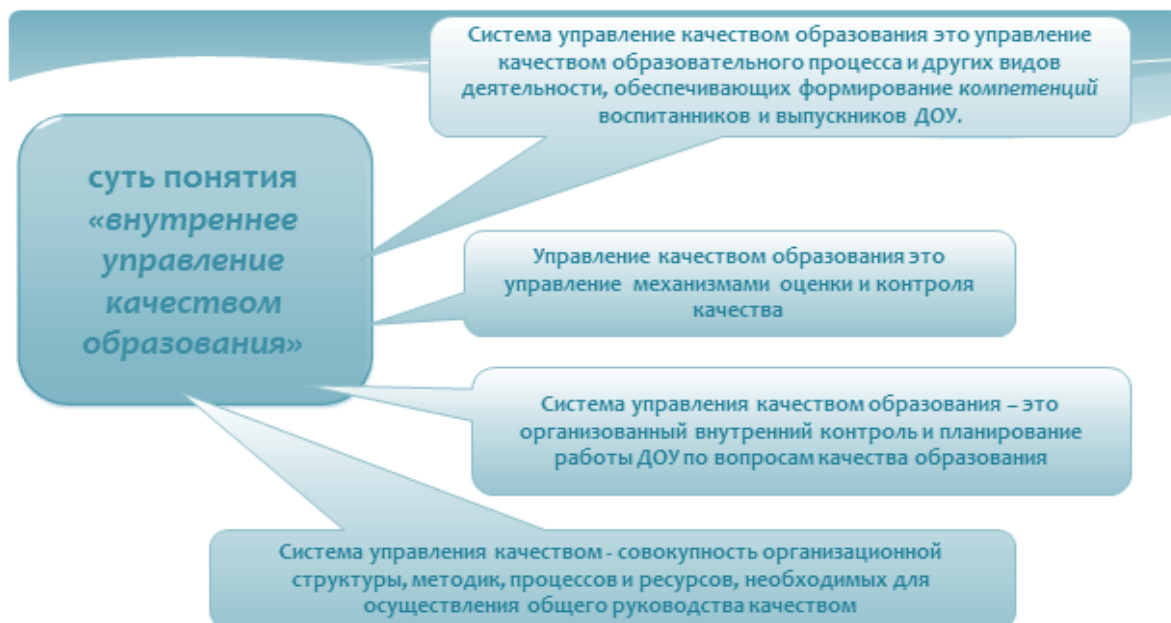 Система управление качеством образования это управление
качеством образовательного процесса и других видов
деятельности, обеспечивающих формирование компетенций
воспитанников и выпускников ДОУ.
суть понятия
«внутреннее
управление
качеством
образования»
Управление качеством образования это
управление механизмами оценки и контроля
качества
Система управления качеством образования – это
организованный внутренний контроль и планирование
работы ДОУ по вопросам качества образования
Система управления качеством - совокупность организационной
структуры, методик, процессов и ресурсов, необходимых для
осуществления общего руководства качеством